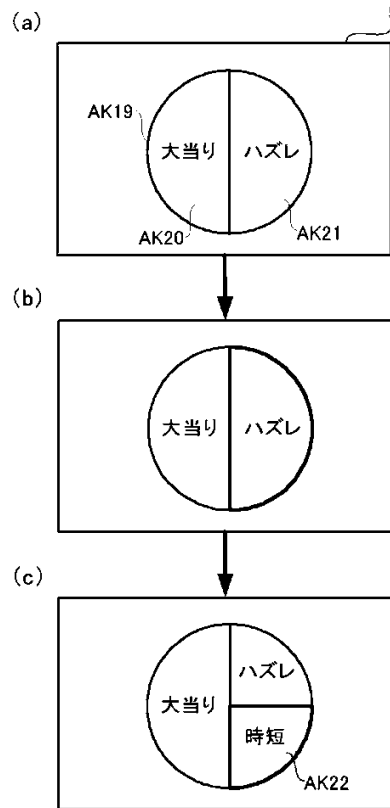 (a)
AK19
大当り ハズレ
AK20 AK21
(b)
大当り ハズレ
(c)
大当り ハズレ
時短
AK22